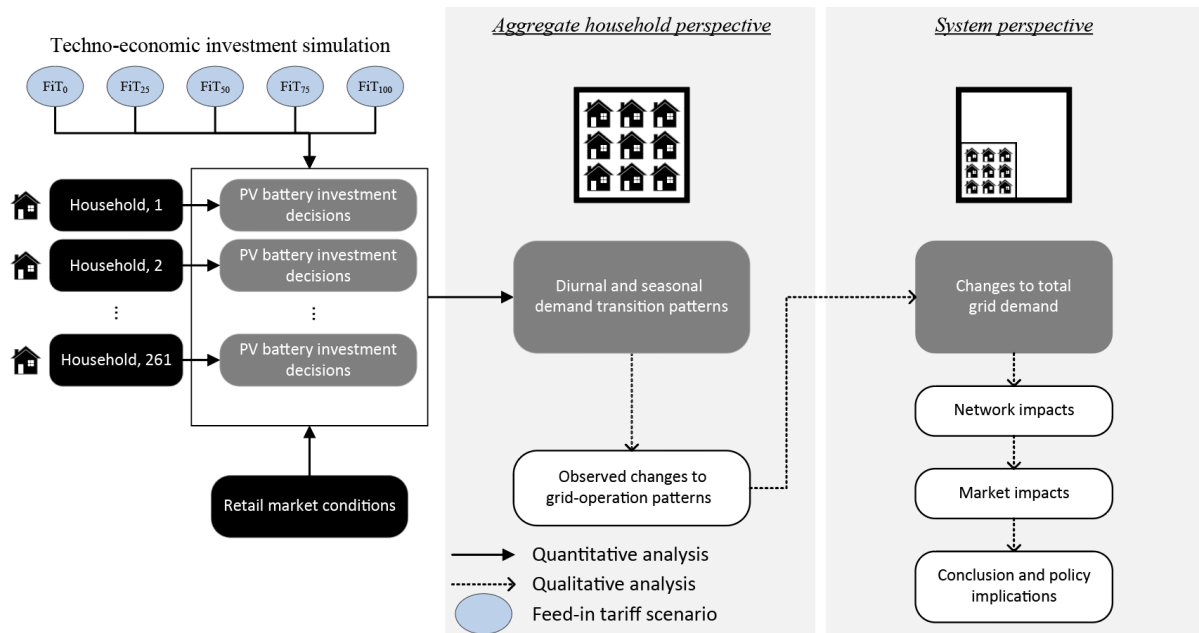 Techno-economic investment simulation
FiT0
FiT25
FiT50
FiT75
FiT100
Household, 1
PV battery investment
decisions
Household, 2
PV battery investment
decisions
⋮
⋮
Household, 261
PV battery investment
decisions
Retail market conditions
Aggregate household perspective
Diurnal and seasonal
demand transition patterns
Observed changes to
grid-operation patterns
Quantitative analysis
Qualitative analysis
Feed-in tariff scenario
System perspective
Changes to total
grid demand
Network impacts
Market impacts
Conclusion and policy
implications